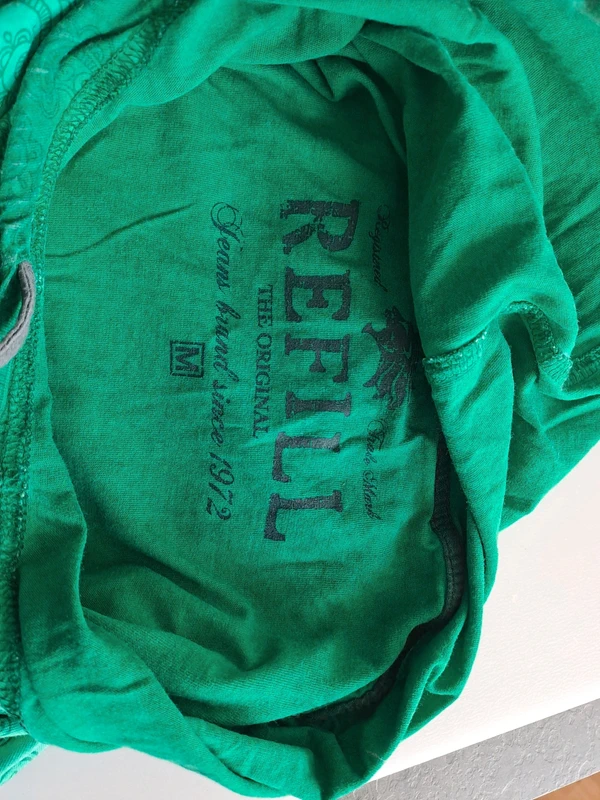 REFILL
THE ORIGINAL
Jeans brand since 1972
M